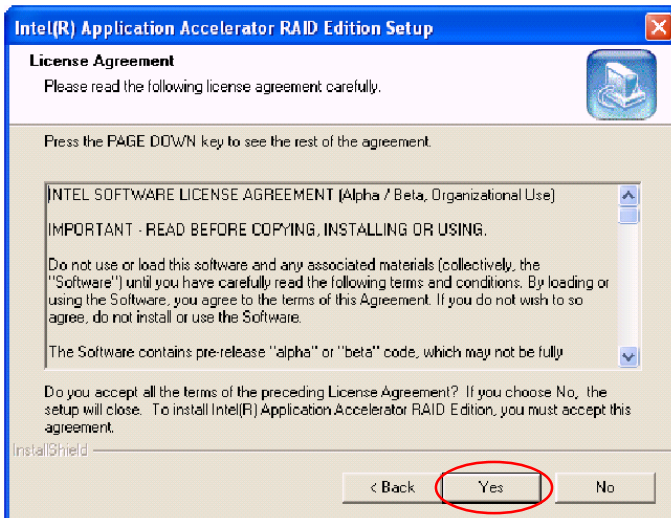 Intel(R) Application Accelerator RAID Edition Setup
License Agreement
Please read the following license agreement carefully.
Press the PAGE DOWN key to see the rest of the agreement.
INTEL SOFTWARE LICENSE AGREEMENT (Alpha / Beta, Organizational Use)
IMPORTANT - READ BEFORE COPYING, INSTALLING OR USING.
Do not use or load this software and any associated materials (collectively, the
"Software") until you have carefully read the following terms and conditions. By loading or
using the Software, you agree to the terms of this Agreement. If you do not wish to so
agree, do not install or use the Software.
The Software contains pre-release "alpha" or "beta" code, which may not be fully
Do you accept all the terms of the preceding License Agreement? If you choose No, the
setup will close. To install Intel(R) Application Accelerator RAID Edition, you must accept this
agreement.
InstallShield
< Back Yes No